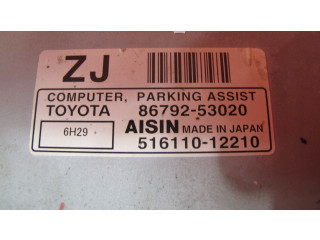 ZJ
COMPUTER, PARKING ASSIST
TOYOTA 86792-53020
6H29 AISIN MADE IN JAPAN
516110-12210